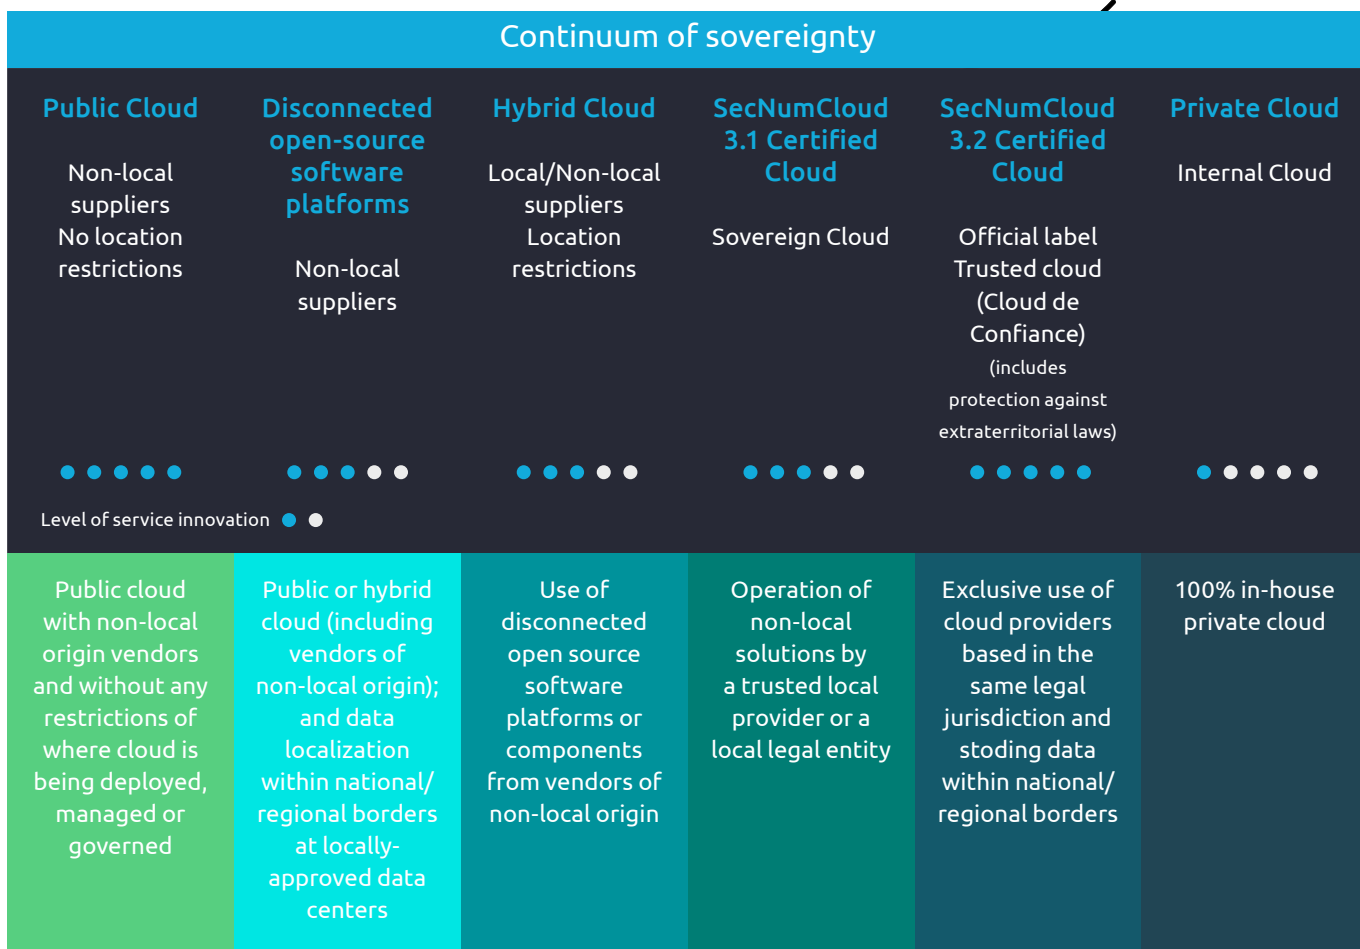 Continuum of sovereignty
Public Cloud
Non-local
suppliers
No location
restrictions
Disconnected
open-source
software
platforms
Non-local
suppliers
Hybrid Cloud
Local/Non-local
suppliers
Location
restrictions
SecNumCloud
3.1 Certified
Cloud
Sovereign Cloud
SecNumCloud
3.2 Certified
Cloud
Official label
Trusted cloud
(Cloud de
Confiance)
(includes
protection against
extraterritorial laws)
Private Cloud
Internal Cloud
Level of service innovation
Public cloud
with non-local
origin vendors
and without any
restrictions of
where cloud is
being deployed,
managed or
governed
Public or hybrid
cloud (including
vendors of
non-local origin);
and data
localization
within national/
regional borders
at locally-
approved data
centers
Use of
disconnected
open source
software
platforms or
components
from vendors of
non-local origin
Operation of
non-local
solutions by
a trusted local
provider or a
local legal entity
Exclusive use of
cloud providers
based in the
same legal
jurisdiction and
stoding data
within national/
regional borders
100% in-house
private cloud